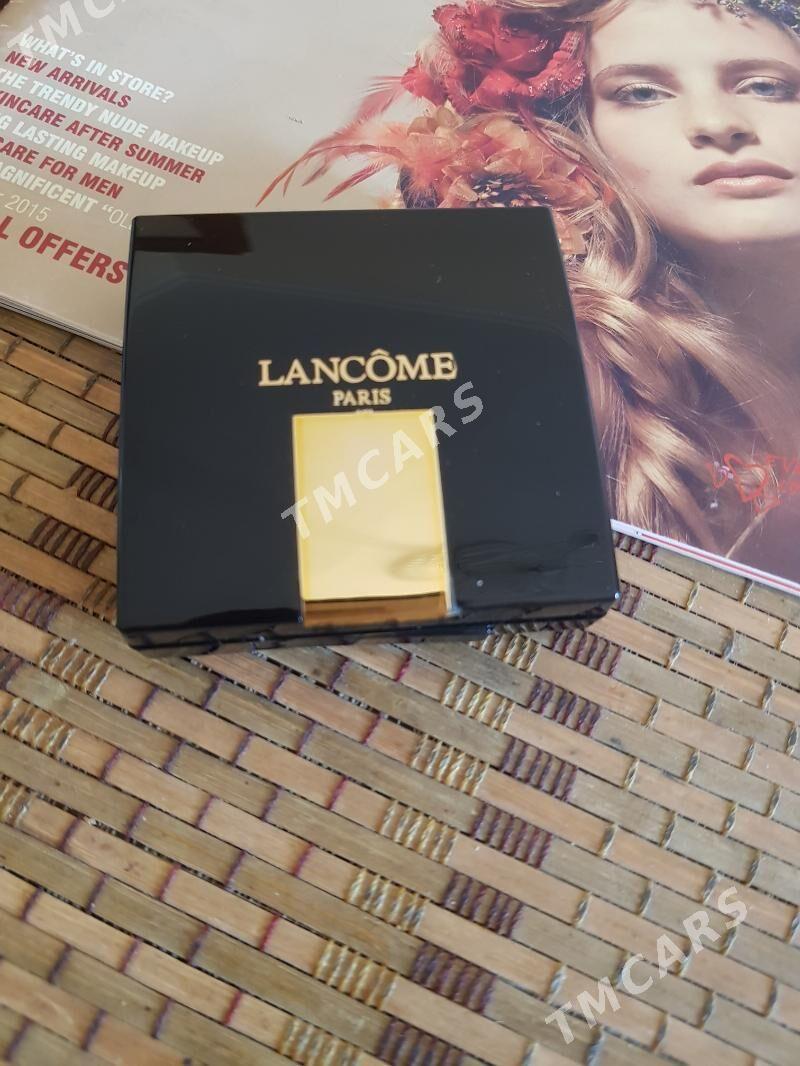 WHAT'S IN STORE?
NEW ARRIVALS
THE TRENDY NUDE MAKEUP
SKINCARE AFTER SUMMER
LASTING MAKEUP
CARE FOR MEN
2015
OFFERS
LANCÔME
PARIS
TMCARS
TMCARS